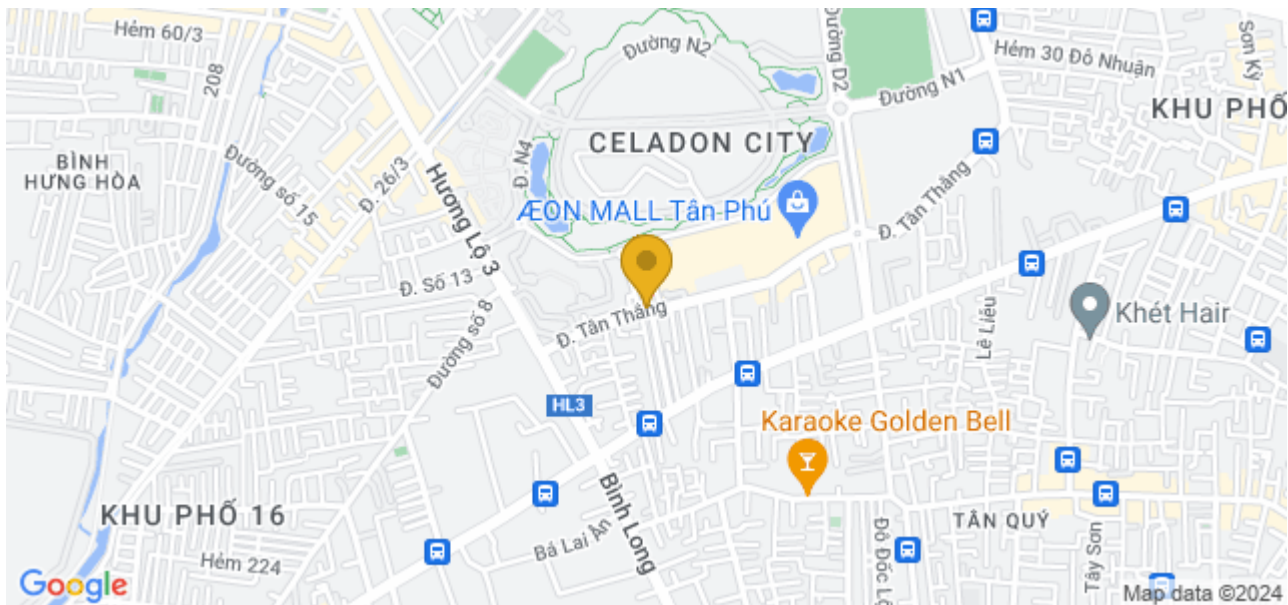 Hẻm 60/3
208
Đường N2
Đường D2
Hẻm 30 Đô Nhuận
Sơn Kỳ
Đường N1
KHU PHỐ
CELADON CITY
BÌNH
HƯNG HÒA
Đường số 15
Đ. 26/3
Đ. N4
Hương Lộ 3
ÆON MALL Tân Phú
Đ. Tân Thắng
Đ. Số 13
Đường số 8
Đ. Tân Thắng
Lê Liễu
Khét Hair
HL3
Karaoke Golden Bell
KHU PHỐ 16
Bình Long
TÂN QUÝ
Bá Lai Ấn
Hẻm 224
Đô Đốc Lộ
Tây Sơn
Google
Map data ©2024